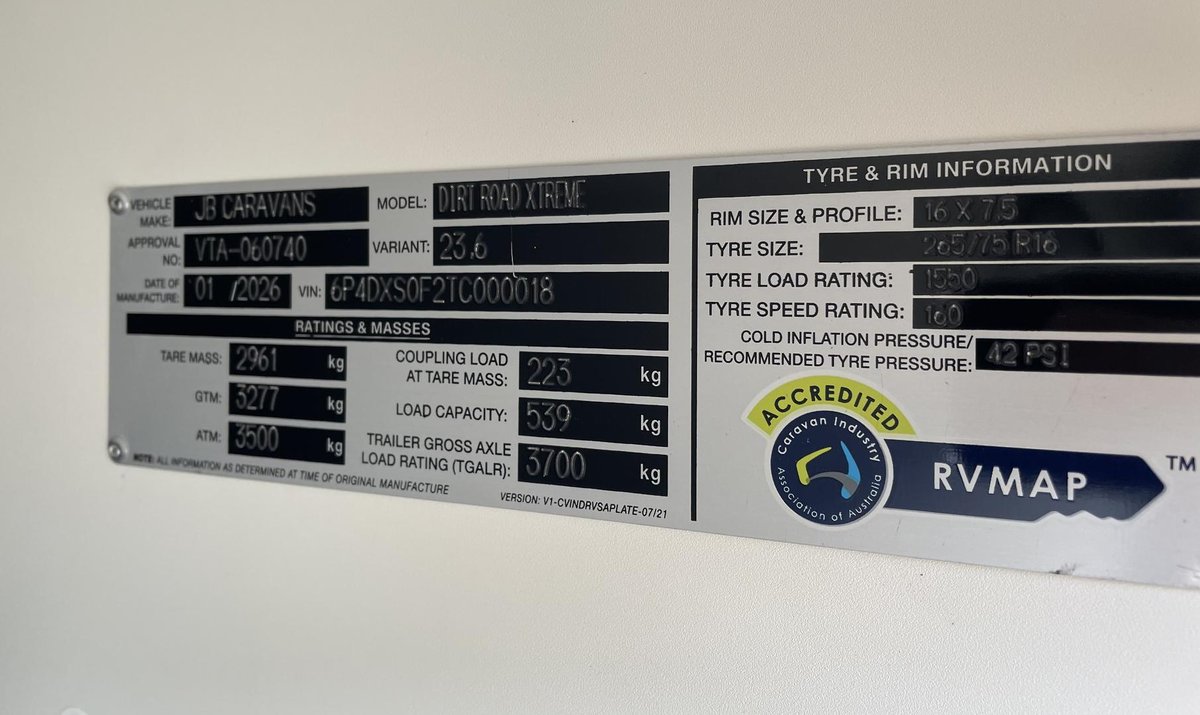 VEHICLE MAKE: JB CARAVANS MODEL: DIRT ROAD XTREME
APPROVAL NO: VTA-060740 VARIANT: 23.6
DATE OF MANUFACTURE: 01 /2026 VIN: 6P4DXS0F2TC000018
RATINGS & MASSES
TARE MASS: 2961 kg COUPLING LOAD AT TARE MASS: 223 kg
GTM: 3277 kg LOAD CAPACITY: 539 kg
ATM: 3500 kg TRAILER GROSS AXLE LOAD RATING (TGALR): 3700 kg
NOTE: ALL INFORMATION AS DETERMINED AT TIME OF ORIGINAL MANUFACTURE
VERSION: V1-CVINDRVSAPLATE-07/21
TYRE & RIM INFORMATION
RIM SIZE & PROFILE: 16 X 7.5
TYRE SIZE: 265/75 R16
TYRE LOAD RATING: 1550
TYRE SPEED RATING: 160
COLD INFLATION PRESSURE/
RECOMMENDED TYRE PRESSURE: 42 PSI
ACCREDITED
Caravan Industry
Association of Australia
RVMAP TM